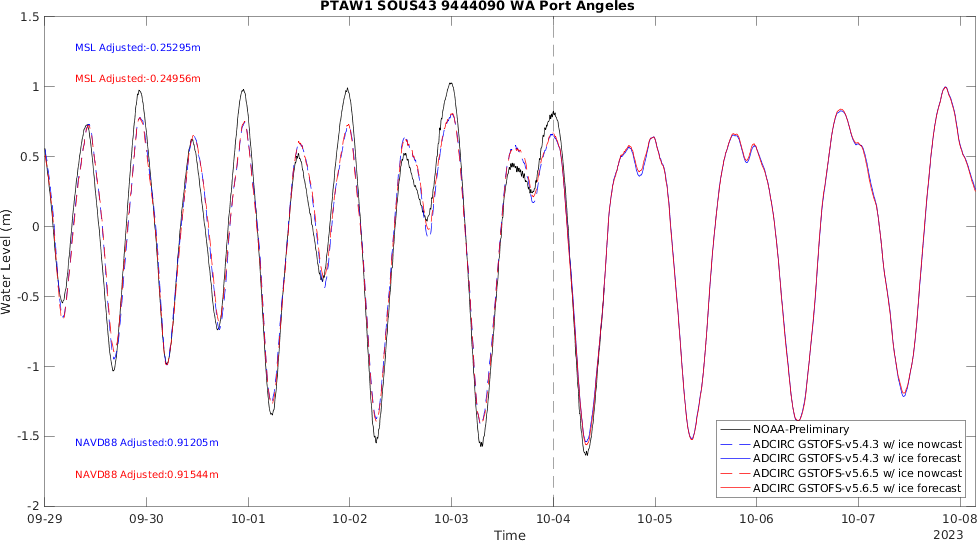 PTAW1 SOUS43 9444090 WA Port Angeles
1.5
1
0.5
0
-0.5
-1
-1.5
-2
Water Level (m)
MSL Adjusted:-0.25295m
MSL Adjusted:-0.24956m
NAVD88 Adjusted:0.91205m
NAVD88 Adjusted:0.91544m
NOAA-Preliminary
ADCIRC GSTOFS-v5.4.3 w/ ice nowcast
ADCIRC GSTOFS-v5.4.3 w/ ice forecast
ADCIRC GSTOFS-v5.6.5 w/ ice nowcast
ADCIRC GSTOFS-v5.6.5 w/ ice forecast
09-29 09-30 10-01 10-02 10-03 10-04 10-05 10-06 10-07 10-08
Time
2023